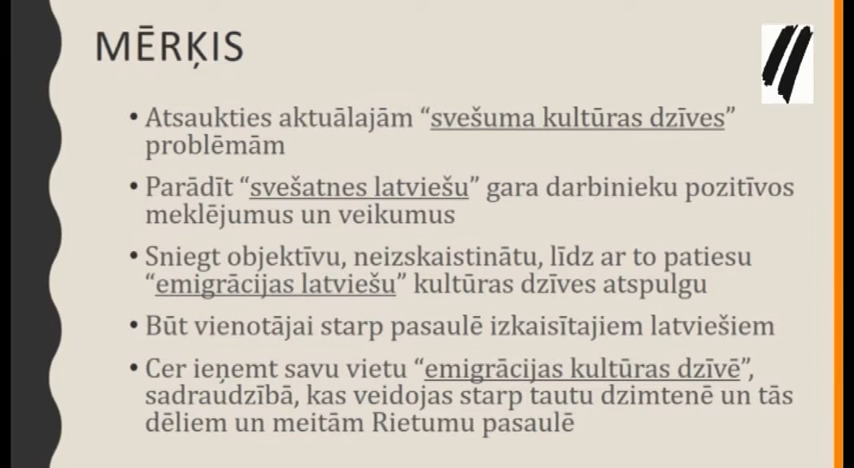 MĒRĶIS
• Atsaukties aktuālajām “svešuma kultūras dzīves”
problēmām
• Parādīt “svešatnes latviešu” gara darbinieku pozitīvos
meklējumus un veikumus
• Sniegt objektīvu, neizskaistinātu, līdz ar to patiesu
“emigrācijas latviešu” kultūras dzīves atspulgu
• Būt vienotājai starp pasaulē izkaisītajiem latviešiem
• Cer ieņemt savu vietu “emigrācijas kultūras dzīvē”,
sadraudzībā, kas veidojas starp tautu dzimtenē un tās
dēliem un meitām Rietumu pasaulē